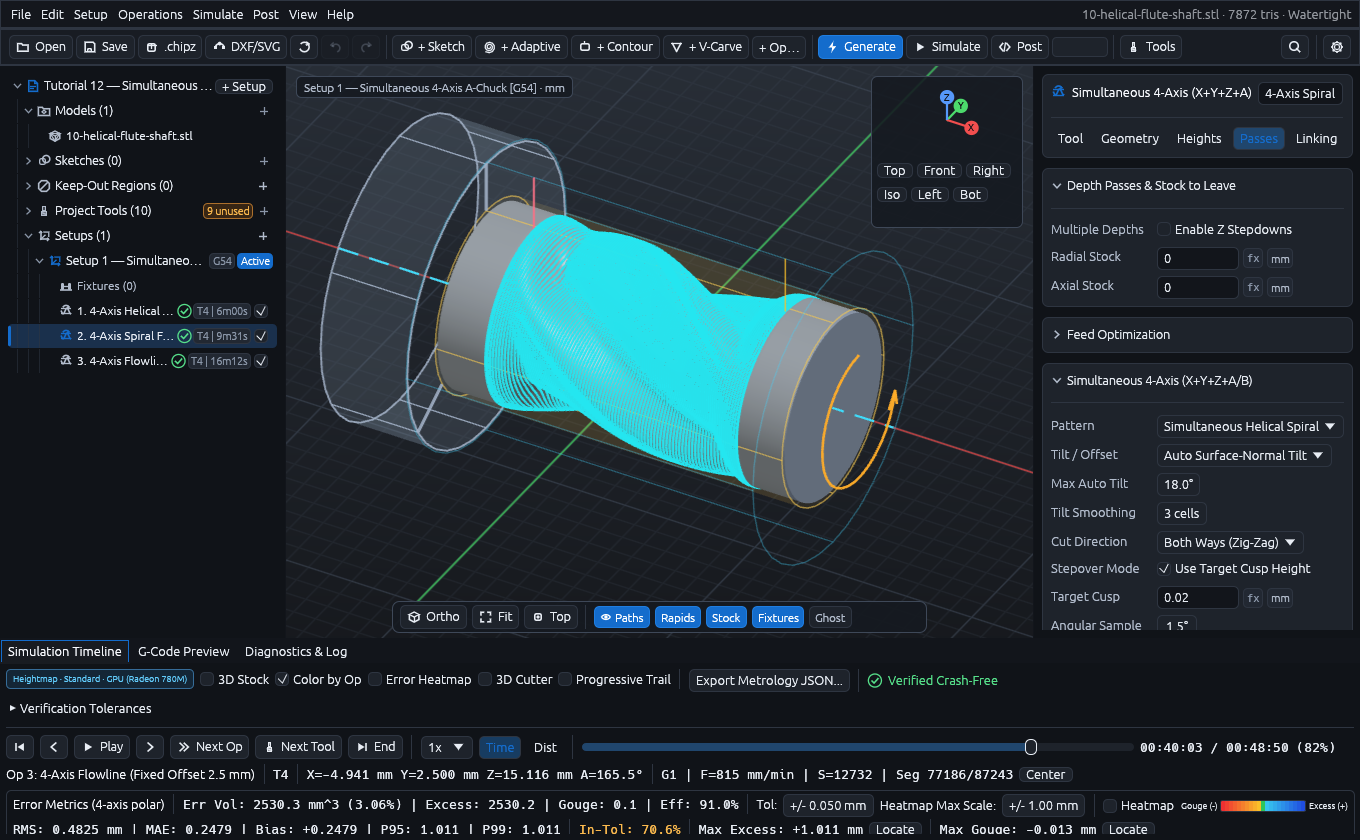 File Edit Setup Operations Simulate Post View Help
10-helical-flute-shaft.stl · 7872 tris · Watertight
Open Save .chipz DXF/SVG + Sketch + Adaptive + Contour + V-Carve + Op... Generate Simulate Post Tools
Tutorial 12 — Simultaneous ... + Setup
Models (1) +
10-helical-flute-shaft.stl
Sketches (0) +
Keep-Out Regions (0) +
Project Tools (10) 9 unused +
Setups (1) +
Setup 1 — Simultaneo... G54 Active
Fixtures (0)
1. 4-Axis Helical ... T4 | 6m00s
2. 4-Axis Spiral F... T4 | 9m31s
3. 4-Axis Flowli... T4 | 16m12s
Setup 1 — Simultaneous 4-Axis A-Chuck [G54] · mm
Z
Y
X
Top Front Right
Iso Left Bot
Ortho Fit Top Paths Rapids Stock Fixtures Ghost
Simultaneous 4-Axis (X+Y+Z+A) 4-Axis Spiral
Tool Geometry Heights Passes Linking
Depth Passes & Stock to Leave
Multiple Depths Enable Z Stepdowns
Radial Stock 0 fx mm
Axial Stock 0 fx mm
Feed Optimization
Simultaneous 4-Axis (X+Y+Z+A/B)
Pattern Simultaneous Helical Spiral
Tilt / Offset Auto Surface-Normal Tilt
Max Auto Tilt 18.0°
Tilt Smoothing 3 cells
Cut Direction Both Ways (Zig-Zag)
Stepover Mode Use Target Cusp Height
Target Cusp 0.02 fx mm
Angular Sample 1.5°
Simulation Timeline G-Code Preview Diagnostics & Log
Heightmap · Standard · GPU (Radeon 780M) 3D Stock Color by Op Error Heatmap 3D Cutter Progressive Trail Export Metrology JSON... Verified Crash-Free
Verification Tolerances
Play Next Op Next Tool End 1x Time Dist 00:40:03 / 00:48:50 (82%)
Op 3: 4-Axis Flowline (Fixed Offset 2.5 mm) T4 X=-4.941 mm Y=2.500 mm Z=15.116 mm A=165.5° G1 | F=815 mm/min | S=12732 | Seg 77186/87243 Center
Error Metrics (4-axis polar) Err Vol: 2530.3 mm^3 (3.06%) | Excess: 2530.2 | Gouge: 0.1 | Eff: 91.0% Tol: +/- 0.050 mm Heatmap Max Scale: +/- 1.00 mm Heatmap Gouge (-) Excess (+)
RMS: 0.4825 mm | MAE: 0.2479 | Bias: +0.2479 | P95: 1.011 | P99: 1.011 In-Tol: 70.6% Max Excess: +1.011 mm Locate Max Gouge: -0.013 mm Locate